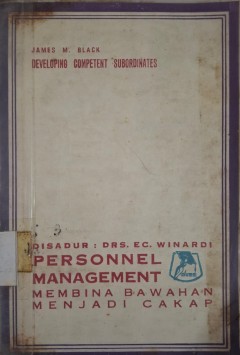 JAMES M. BLACK
DEVELOPING COMPETENT SUBORDINATES
DISADUR : DRS. EC. WINARDI
PERSONNEL
MANAGEMENT
MEMBINA BAWAHAN
MENJADI CAKAP